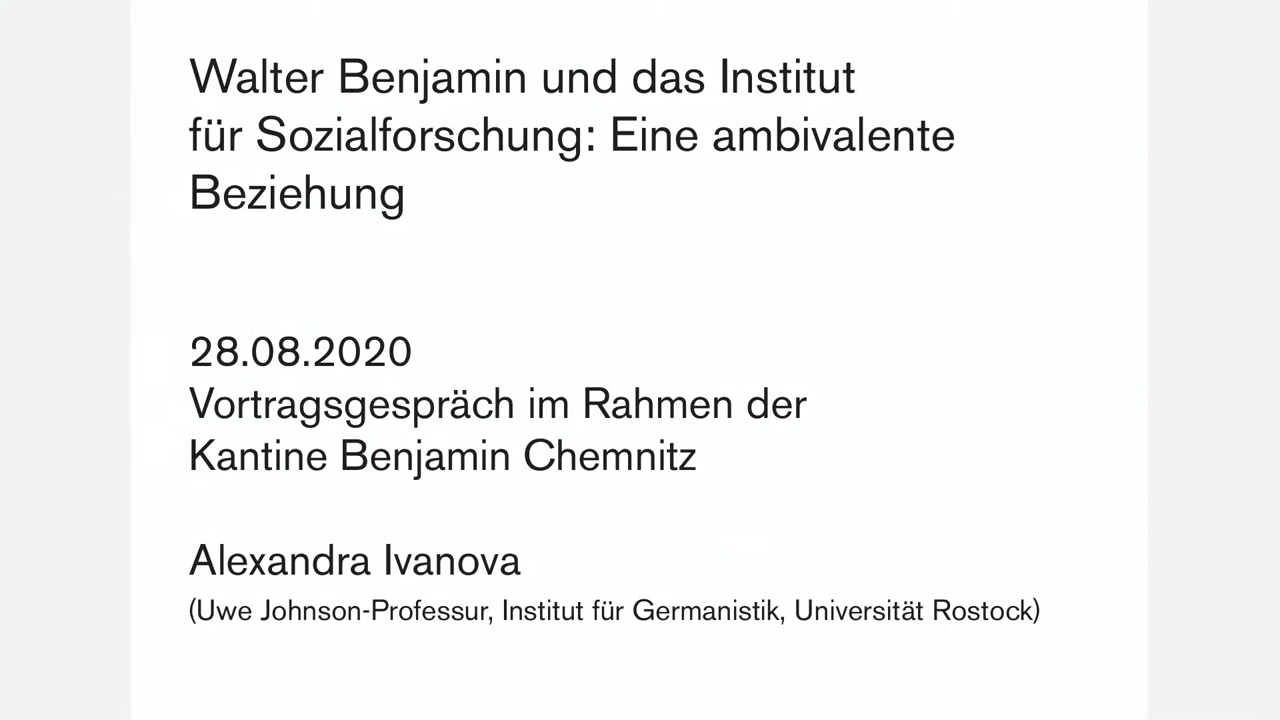 Walter Benjamin und das Institut
für Sozialforschung: Eine ambivalente
Beziehung
28.08.2020
Vortragsgespräch im Rahmen der
Kantine Benjamin Chemnitz
Alexandra Ivanova
(Uwe Johnson-Professur, Institut für Germanistik, Universität Rostock)